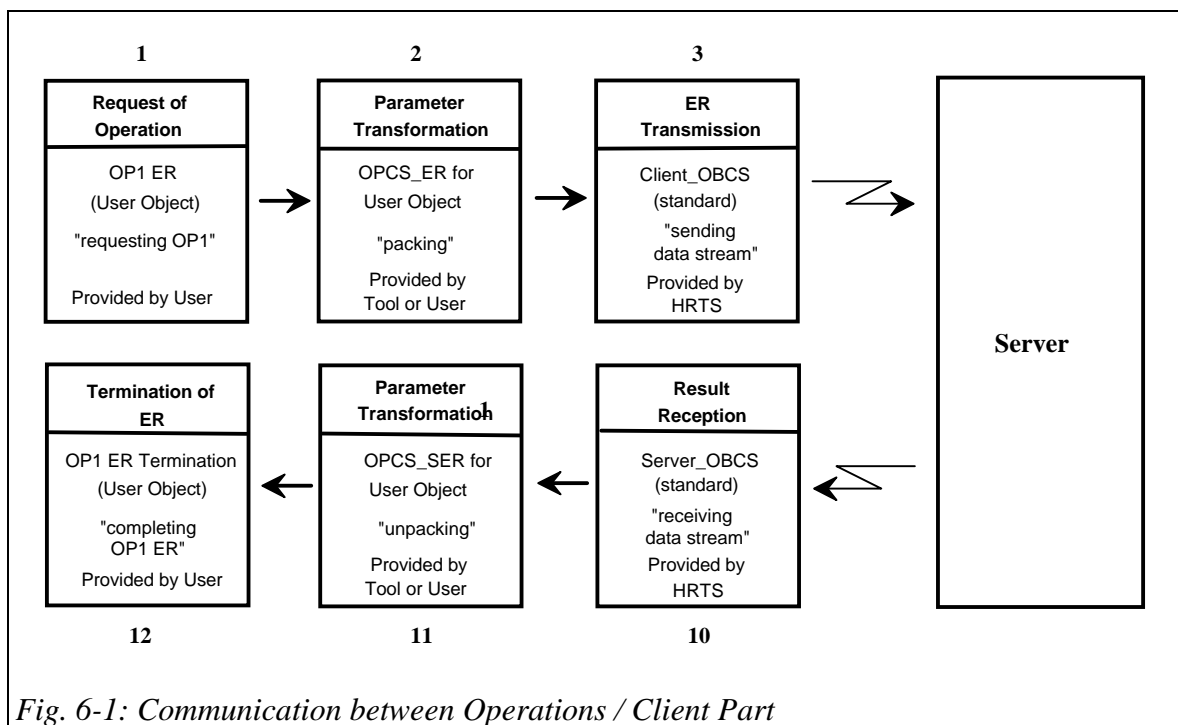 1
2
3
Request of
Operation
OP1 ER
(User Object)
"requesting OP1"
Provided by User
Parameter
Transformation
OPCS_ER for
User Object
"packing"
Provided by
Tool or User
ER
Transmission
Client_OBCS
(standard)
"sending
data stream"
Provided by
HRTS
Server
Termination of
ER
OP1 ER Termination
(User Object)
"completing
OP1 ER"
Provided by User
Parameter
Transformation
1
OPCS_SER for
User Object
"unpacking"
Provided by
Tool or User
Result
Reception
Server_OBCS
(standard)
"receiving
data stream"
Provided by
HRTS
12
11
10
Fig. 6-1: Communication between Operations / Client Part